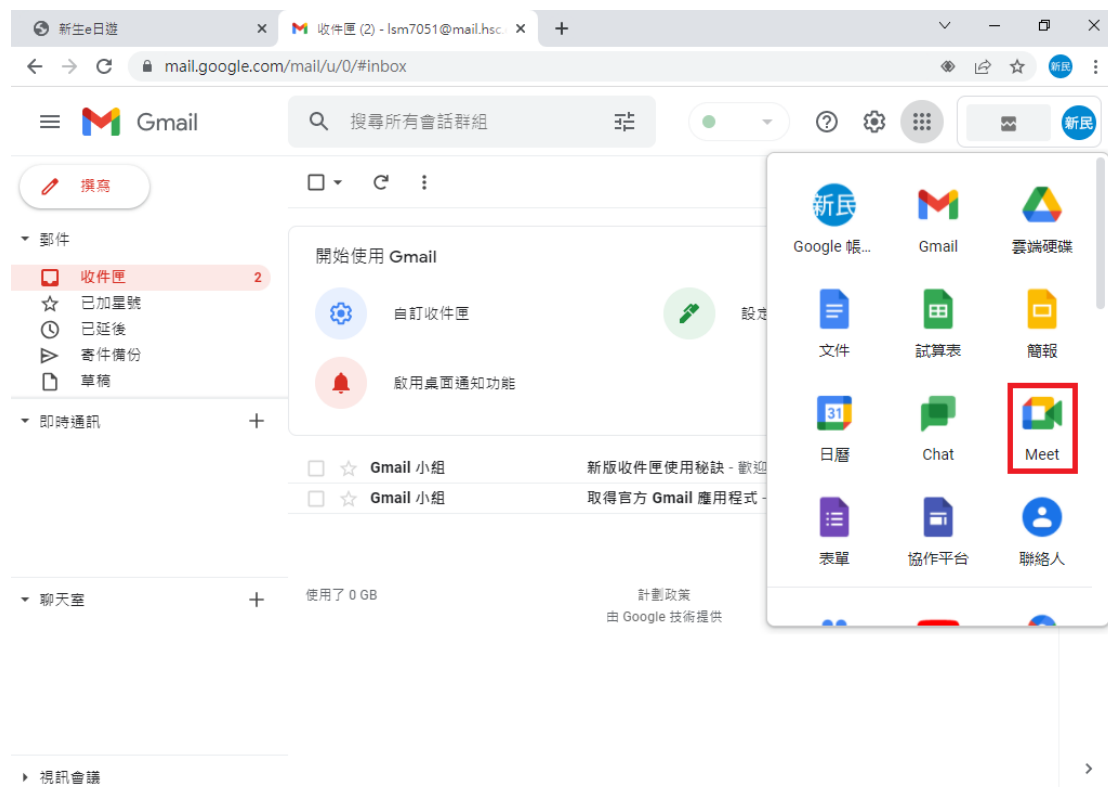 新生e日遊
收件匣 (2) - lsm7051@mail.hsc.
mail.google.com/mail/u/0/#inbox
新民
Gmail
搜尋所有會話群組
新民
撰寫
郵件
收件匣 2
已加星號
已延後
寄件備份
草稿
即時通訊
聊天室
視訊會議
開始使用 Gmail
自訂收件匣
設定
啟用桌面通知功能
Gmail 小組 新版收件匣使用秘訣 - 歡迎
Gmail 小組 取得官方 Gmail 應用程式 -
使用了 0 GB
計劃政策
由 Google 技術提供
新民
Google 帳... Gmail 雲端硬碟
文件 試算表 簡報
31
日曆 Chat Meet
表單 協作平台 聯絡人